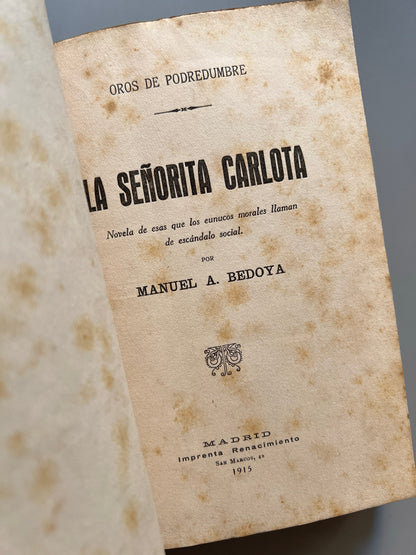 OROS DE PODREDUMBRE
LA SEÑORITA CARLOTA
Novela de esas que los eunucos morales llaman
de escándalo social.
POR
MANUEL A. BEDOYA
MADRID
Imprenta Renacimiento
SAN MARCOS, 42
1915